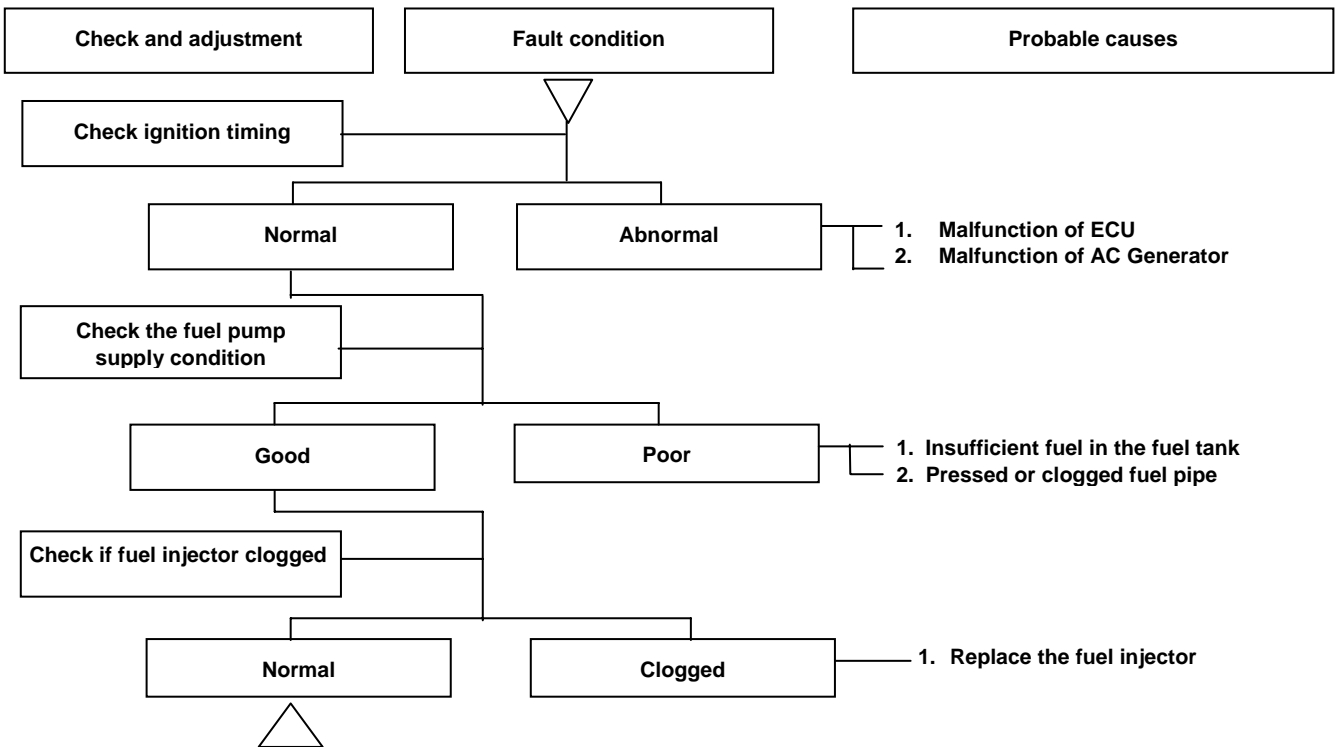 Check and adjustment
Fault condition
Probable causes
Check ignition timing
Normal
Abnormal
1. Malfunction of ECU
2. Malfunction of AC Generator
Check the fuel pump
supply condition
Good
Poor
1. Insufficient fuel in the fuel tank
2. Pressed or clogged fuel pipe
Check if fuel injector clogged
Normal
Clogged
1. Replace the fuel injector